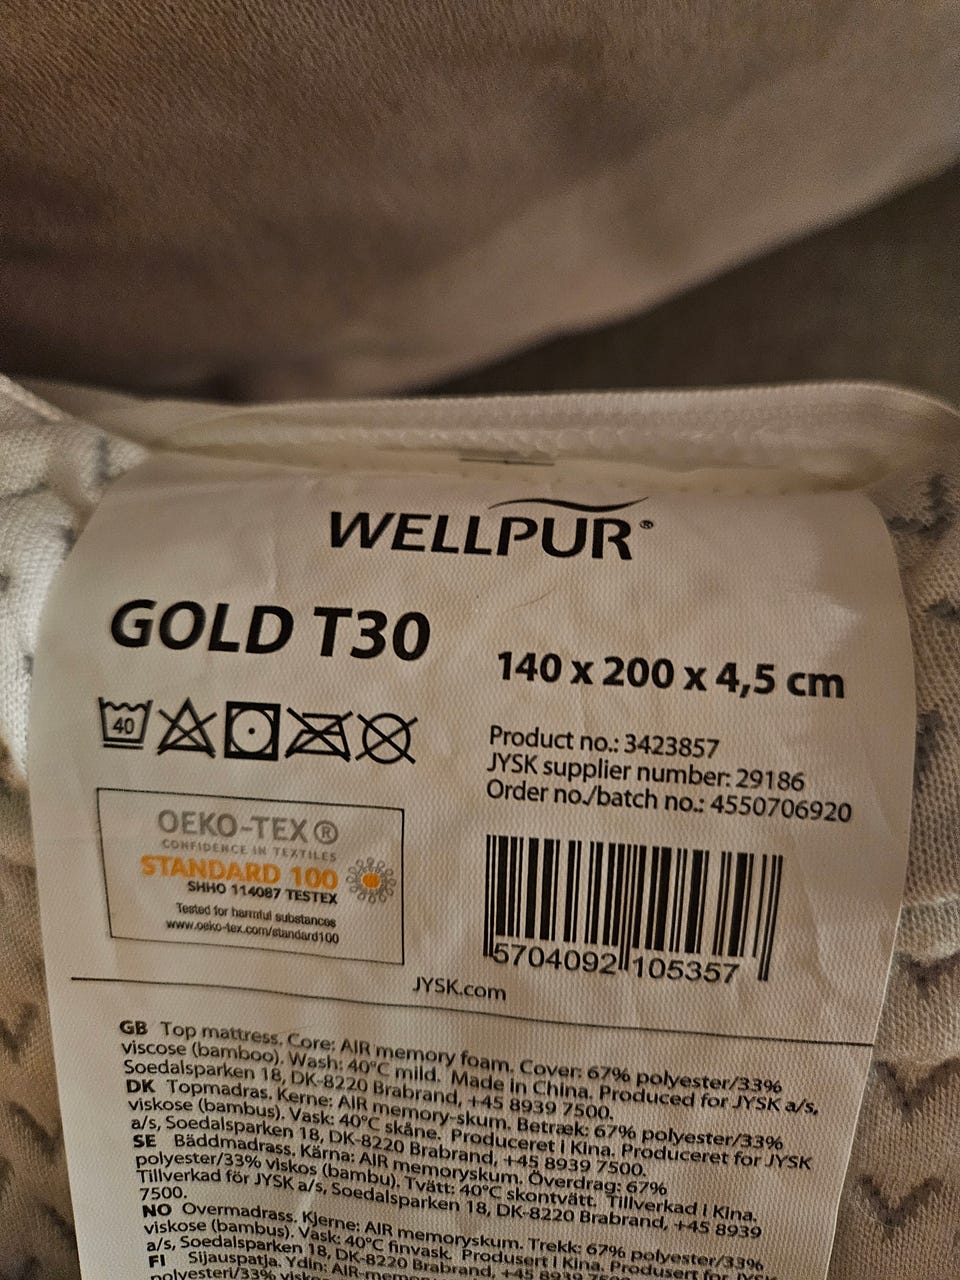 WELLPUR®
GOLD T30
140 x 200 x 4,5 cm
40
Product no.: 3423857
JYSK supplier number: 29186
Order no./batch no.: 4550706920
OEKO-TEX®
CONFIDENCE IN TEXTILES
STANDARD 100
SHHO 114087 TESTEX
Tested for harmful substances
www.oeko-tex.com/standard100
5704092105357
JYSK.com
GB Top mattress. Core: AIR memory foam. Cover: 67% polyester/33%
viscose (bamboo). Wash: 40°C mild. Made in China. Produced for JYSK a/s,
Soedalsparken 18, DK-8220 Brabrand, +45 8939 7500.
DK Topmadras. Kerne: AIR memory-skum. Betræk: 67% polyester/33%
viskose (bambus). Vask: 40°C skåne. Produceret i Kina. Produceret for JYSK
a/s, Soedalsparken 18, DK-8220 Brabrand, +45 8939 7500.
SE Bäddmadrass. Kärna: AIR memoryskum. Överdrag: 67%
polyester/33% viskos (bambu). Tvätt: 40°C skontvätt. Tillverkad i Kina.
Tillverkad för JYSK a/s, Soedalsparken 18, DK-8220 Brabrand, +45 8939
7500.
NO Overmadrass. Kjerne: AIR memoryskum. Trekk: 67% polyester/33%
viskose (bambus). Vask: 40°C finvask. Produsert i Kina. Produsert for JYSK
a/s, Soedalsparken 18, DK-8220 Brabrand, +45 8939 7500.
FI Sijauspatja. Ydin: AIR-memory
polyesteri/33%